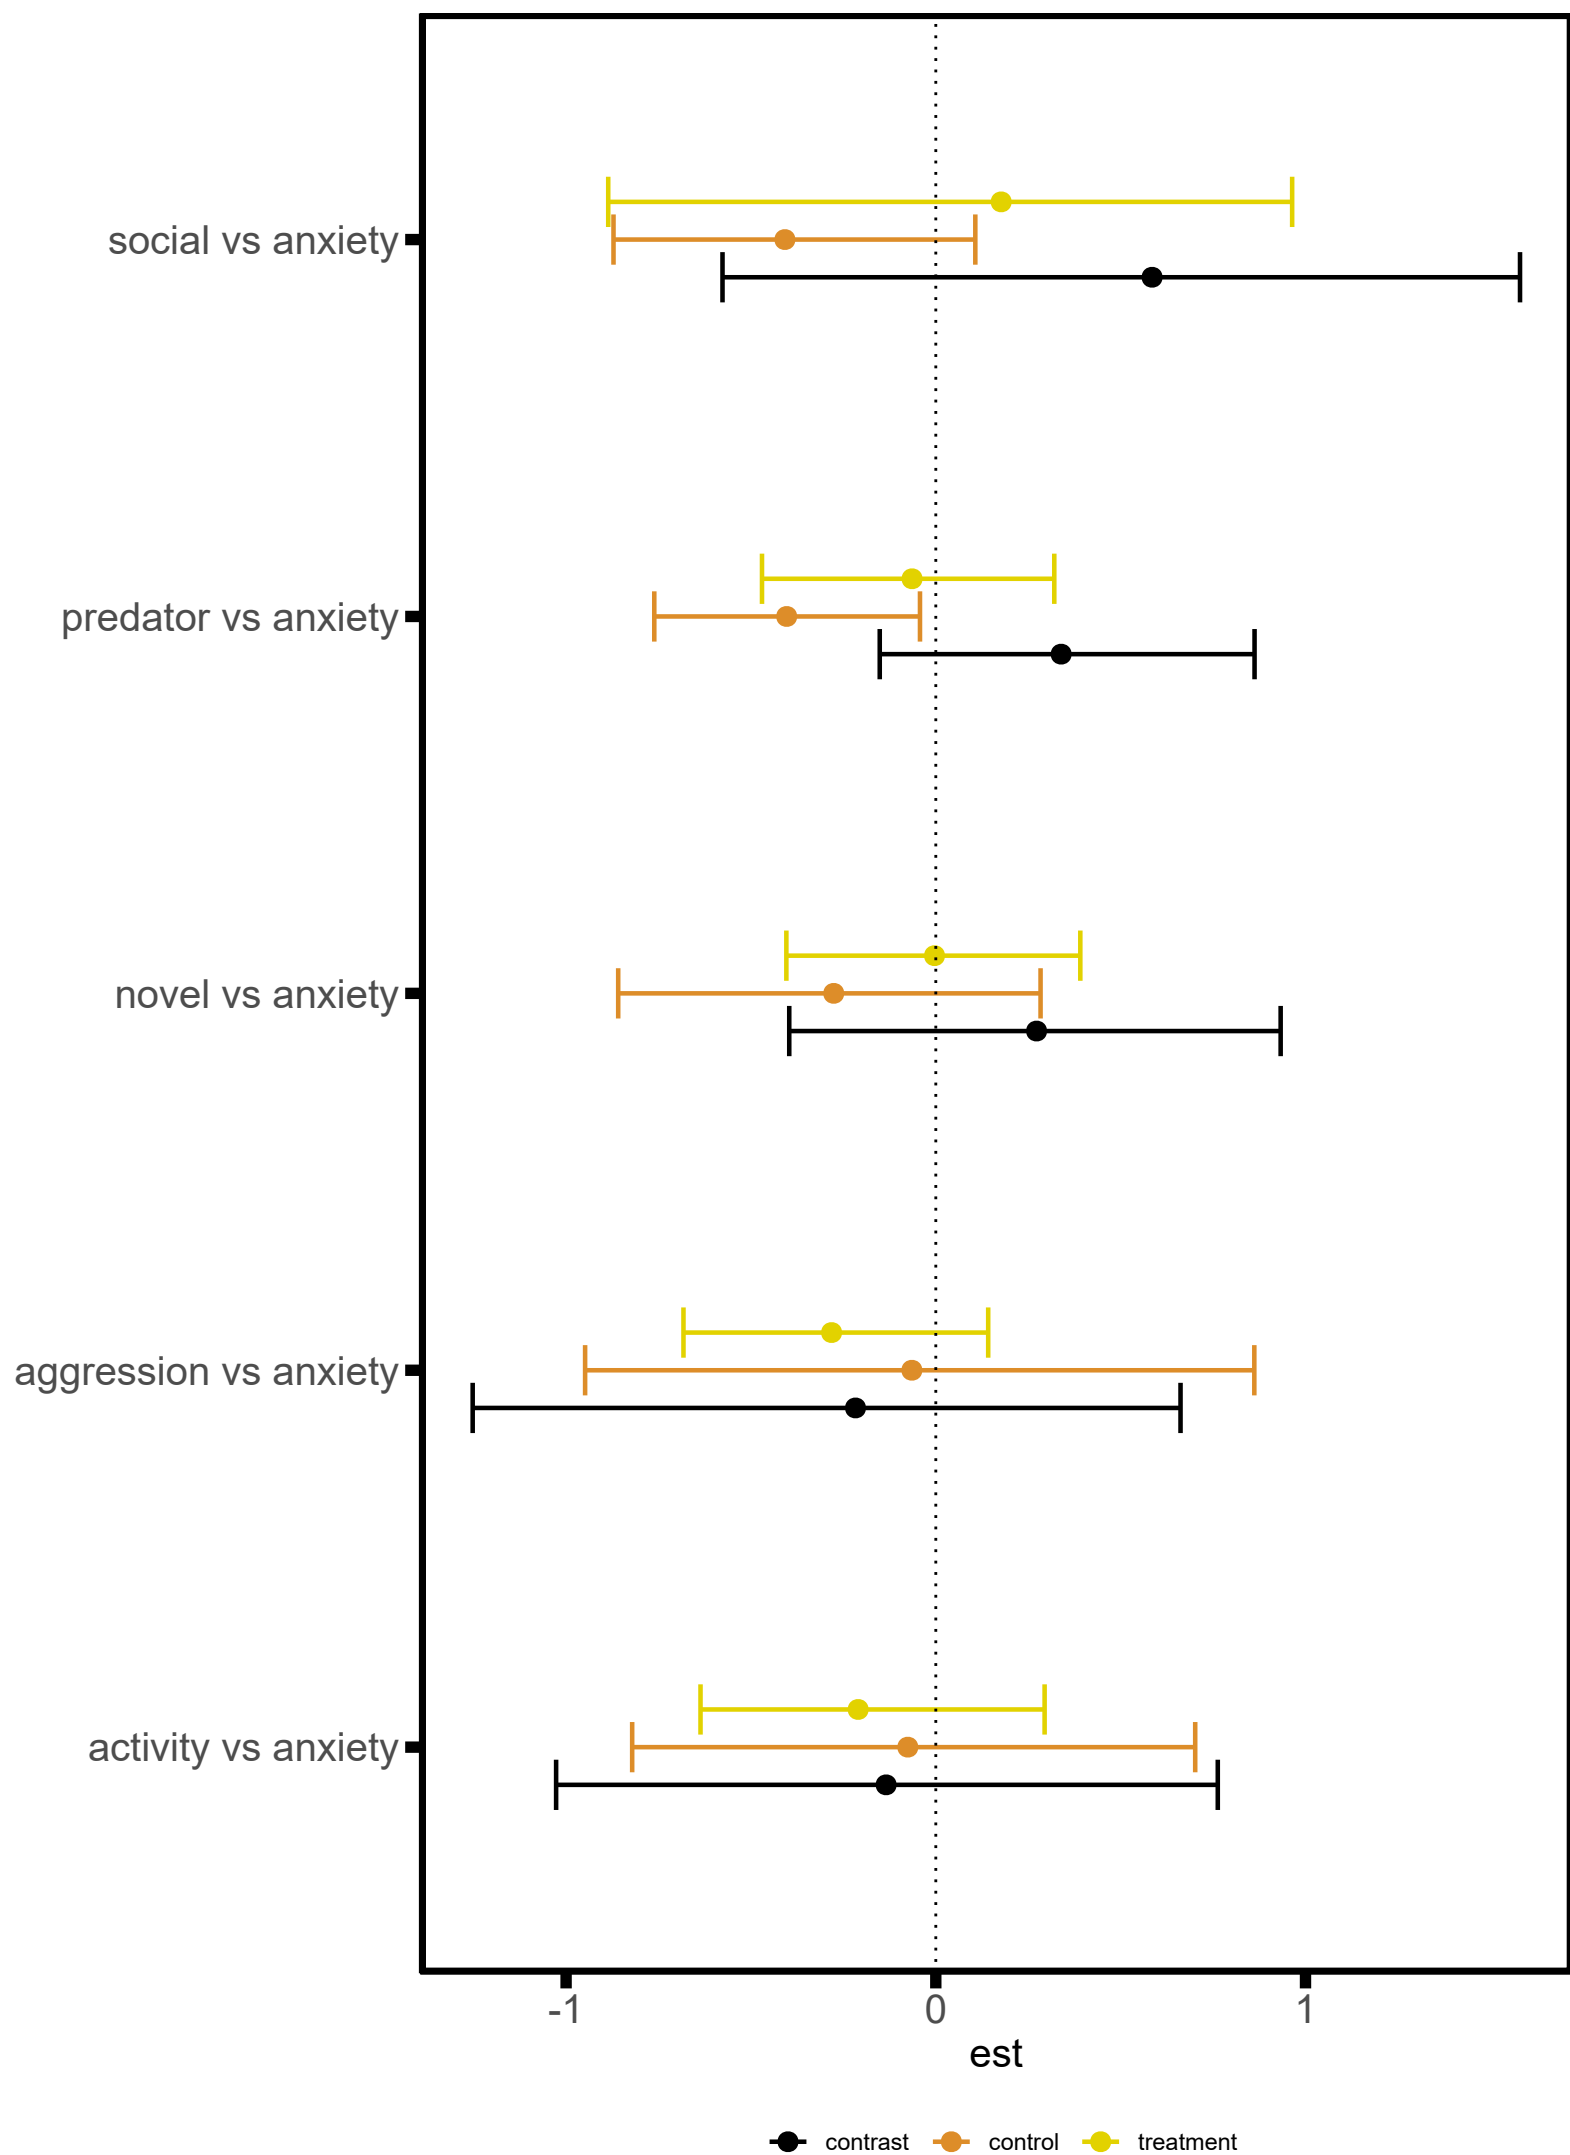 social vs anxiety
predator vs anxiety
novel vs anxiety
aggression vs anxiety
activity vs anxiety
-1 0 1
est
contrast control treatment